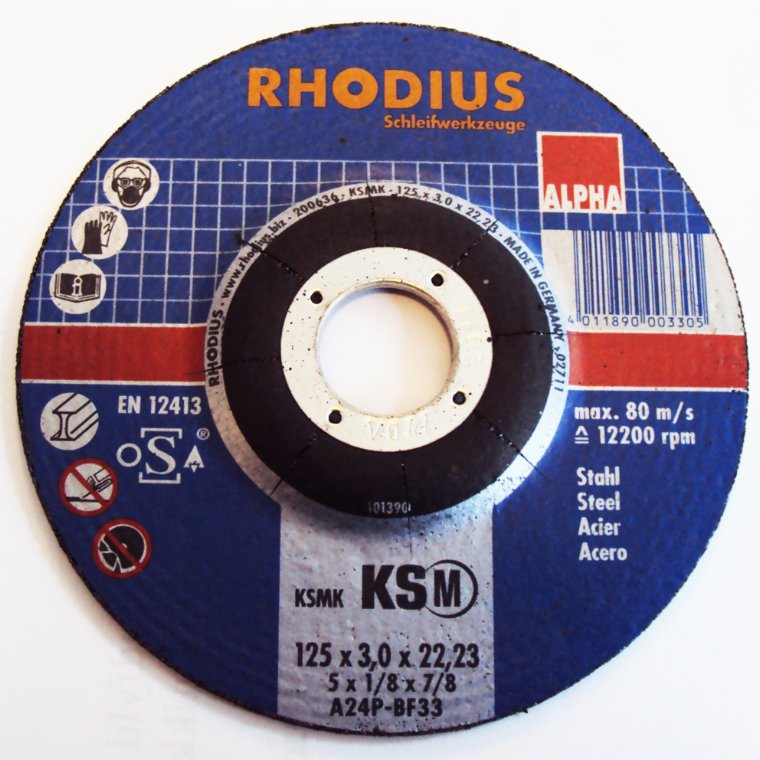 RHODIUS
Schleifwerkzeuge
ALPHA
RHODIUS · www.rhodius.biz - 200636 - KSMK - 125 x 3,0 x 22,23 - MADE IN GERMANY - 02711
4 011890 003305
EN 12413
S®
max. 80 m/s
≙ 12200 rpm
Stahl
Steel
Acier
Acero
101390
KSMK KSM
125 x 3,0 x 22,23
5 x 1/8 x 7/8
A24P-BF33